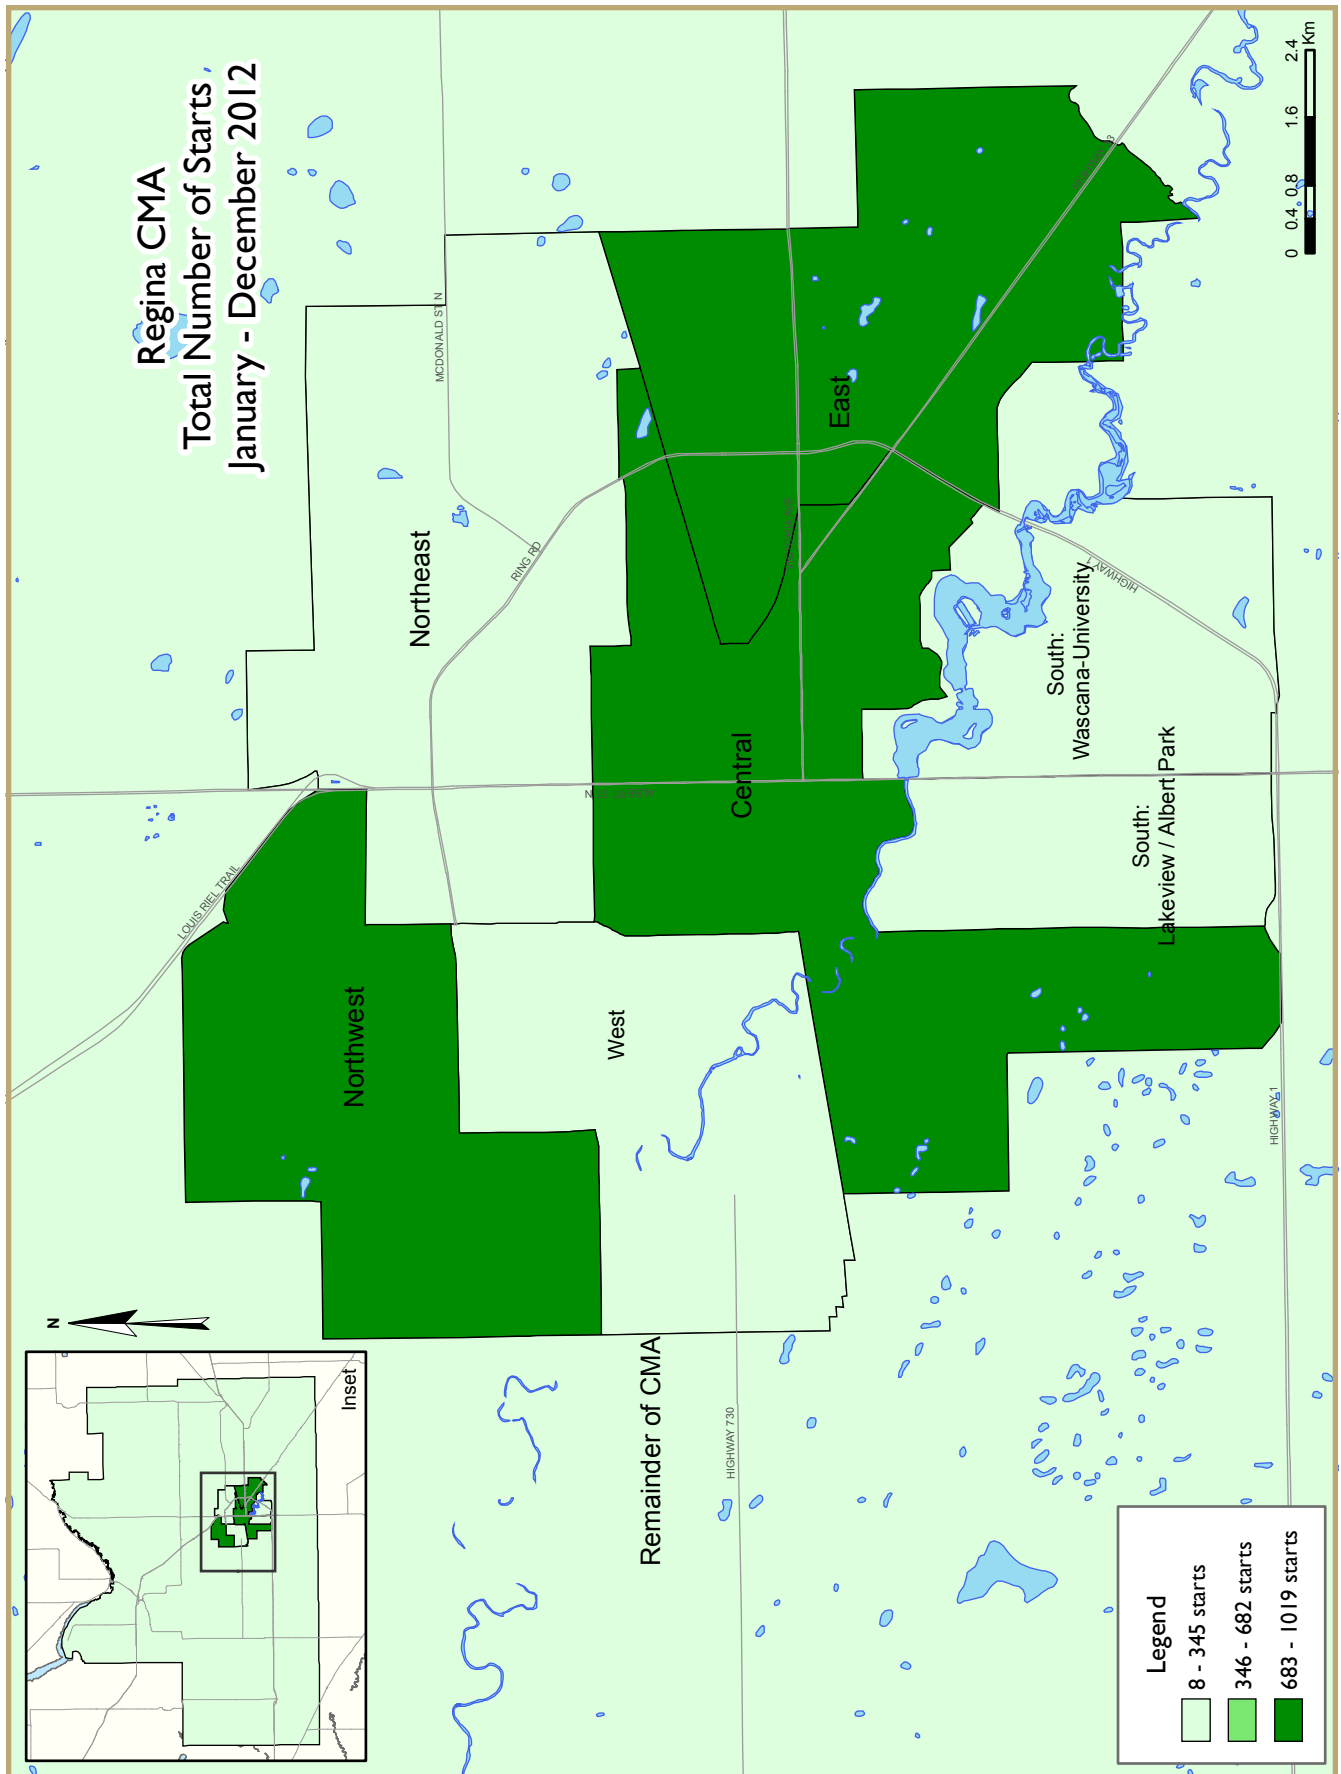 Regina CMA
Total Number of Starts
January - December 2012
N
Inset
LOUIS RIEL TRAIL
MCDONALD ST N
RING RD
Northeast
Northwest
West
Central
East
South:
Wascana-University
South:
Lakeview / Albert Park
HIGHWAY 1
HIGHWAY 1
Remainder of CMA
HIGHWAY 730
Legend
8 - 345 starts
346 - 682 starts
683 - 1019 starts
0 0.4 0.8 1.6 2.4
Km